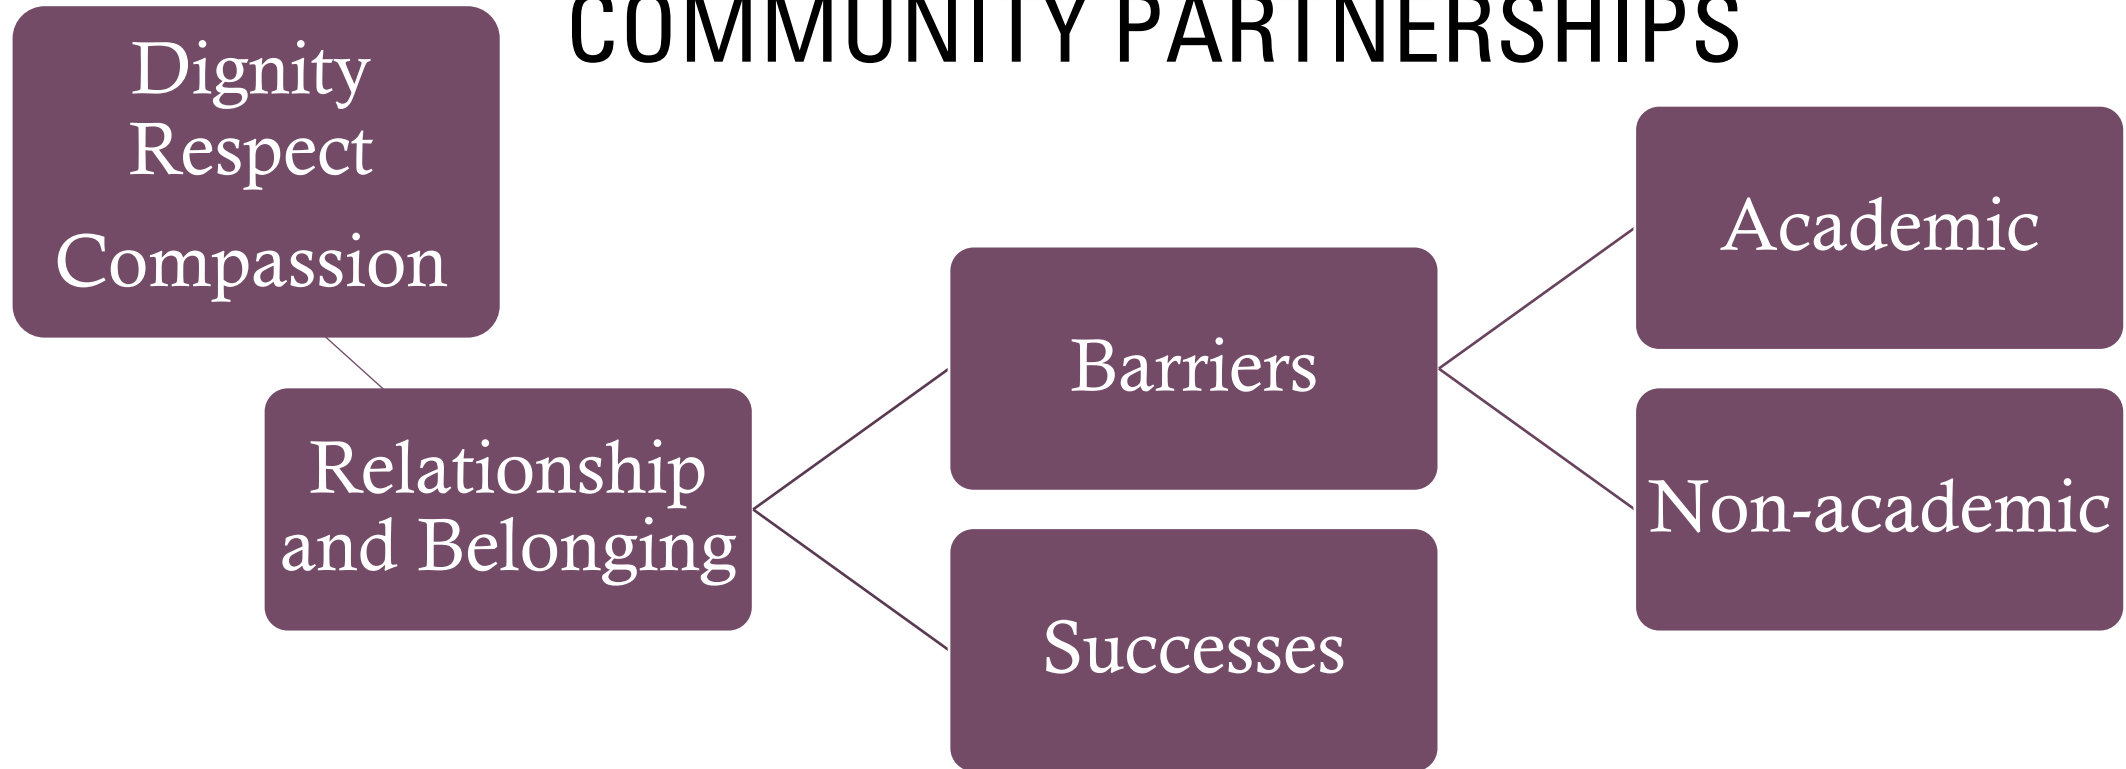 COMMUNITY PARTNERSHIPS
Dignity
Respect
Compassion
Relationship
and Belonging
Barriers
Successes
Academic
Non-academic